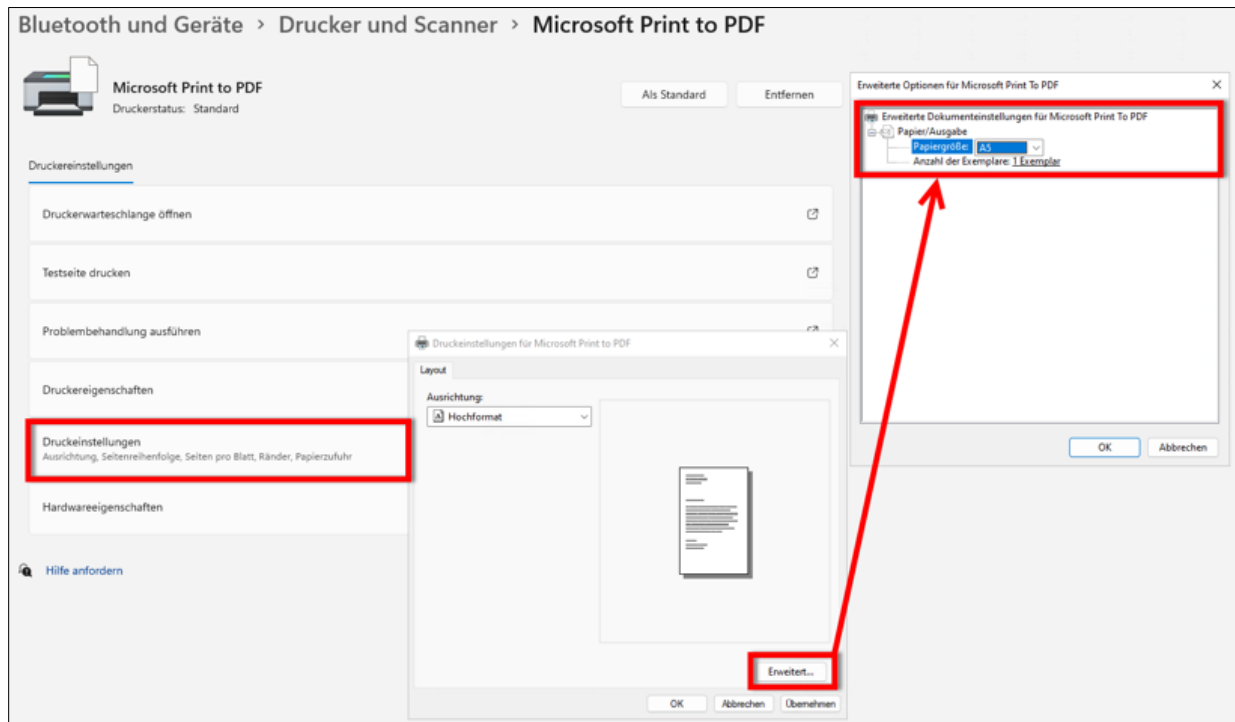 Bluetooth und Geräte > Drucker und Scanner > Microsoft Print to PDF
Microsoft Print to PDF
Druckerstatus: Standard
Als Standard
Entfernen
Druckereinstellungen
Druckerwarteschlange öffnen
Testseite drucken
Problembehandlung ausführen
Druckereigenschaften
Druckeinstellungen
Ausrichtung, Seitenreihenfolge, Seiten pro Blatt, Ränder, Papierzufuhr
Hardwareeigenschaften
Hilfe anfordern
Druckeinstellungen für Microsoft Print to PDF
Layout
Ausrichtung:
Hochformat
Erweitert...
OK
Abbrechen
Übernehmen
Erweiterte Optionen für Microsoft Print To PDF
Erweiterte Dokumenteinstellungen für Microsoft Print To PDF
Papier/Ausgabe
Papiergröße: A5
Anzahl der Exemplare: 1 Exemplar
OK
Abbrechen